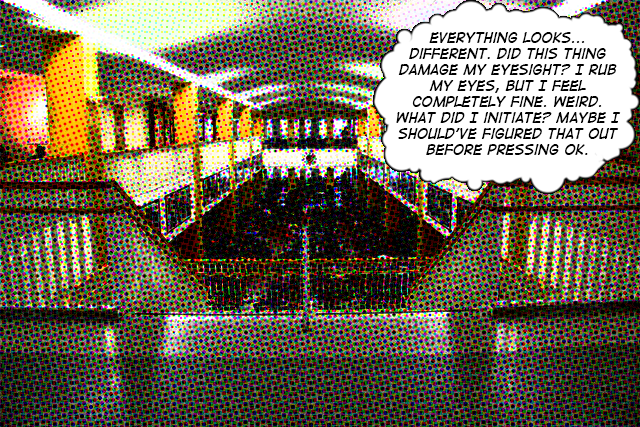 EVERYTHING LOOKS...
DIFFERENT. DID THIS THING
DAMAGE MY EYESIGHT? I RUB
MY EYES, BUT I FEEL
COMPLETELY FINE. WEIRD.
WHAT DID I INITIATE? MAYBE I
SHOULD'VE FIGURED THAT OUT
BEFORE PRESSING OK.